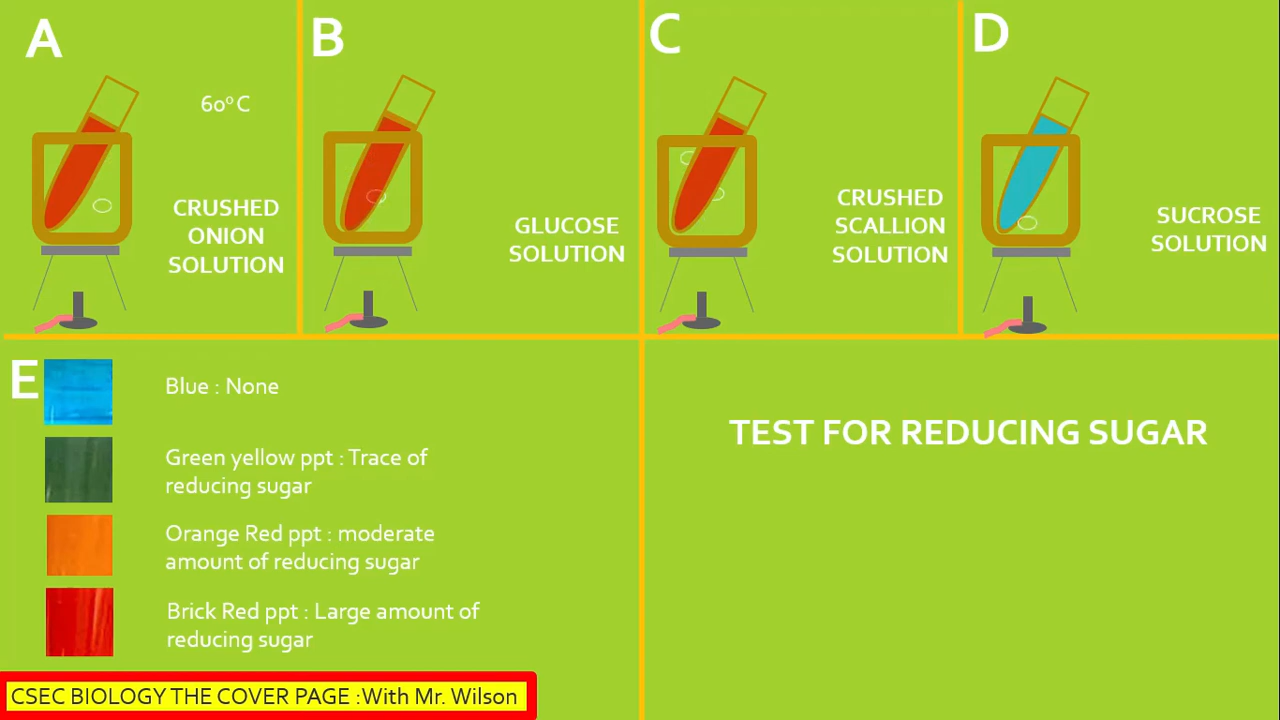 A
60° C
CRUSHED
ONION
SOLUTION
B
GLUCOSE
SOLUTION
C
CRUSHED
SCALLION
SOLUTION
D
SUCROSE
SOLUTION
E
Blue : None
Green yellow ppt : Trace of
reducing sugar
Orange Red ppt : moderate
amount of reducing sugar
Brick Red ppt : Large amount of
reducing sugar
TEST FOR REDUCING SUGAR
CSEC BIOLOGY THE COVER PAGE :With Mr. Wilson